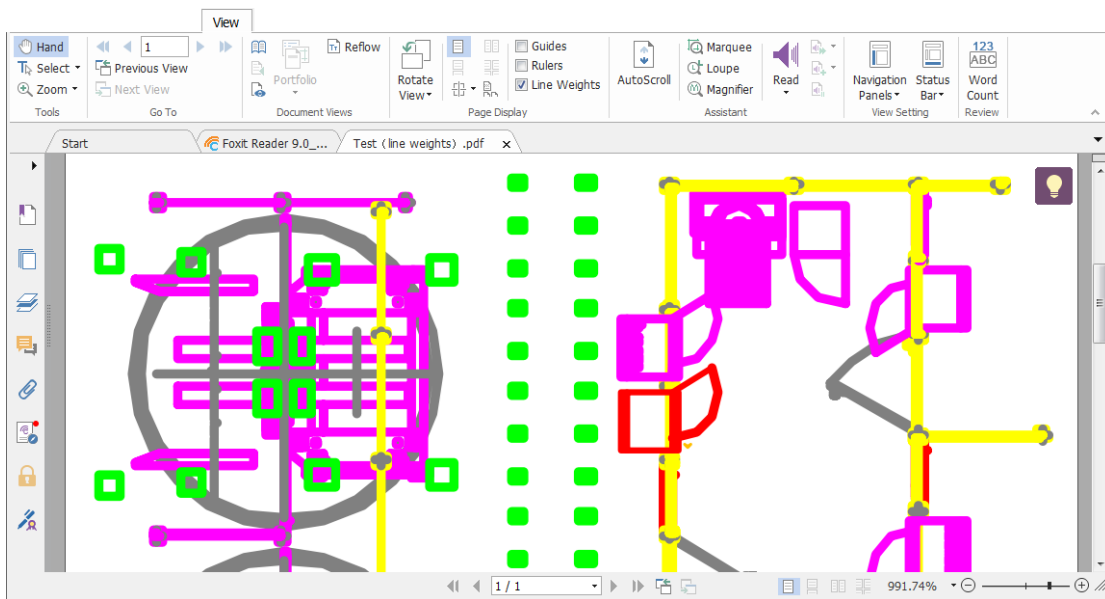 View
Hand
1
Tr Reflow
Guides
Marquee
123
ABC
Select
Previous View
Portfolio
Rotate
View
Rulers
AutoScroll
Loupe
Read
Navigation
Panels
Status
Bar
Word
Count
Zoom
Next View
Line Weights
Magnifier
Tools
Go To
Document Views
Page Display
Assistant
View Setting
Review
Start
Foxit Reader 9.0_...
Test (line weights) .pdf
1 / 1
991.74%